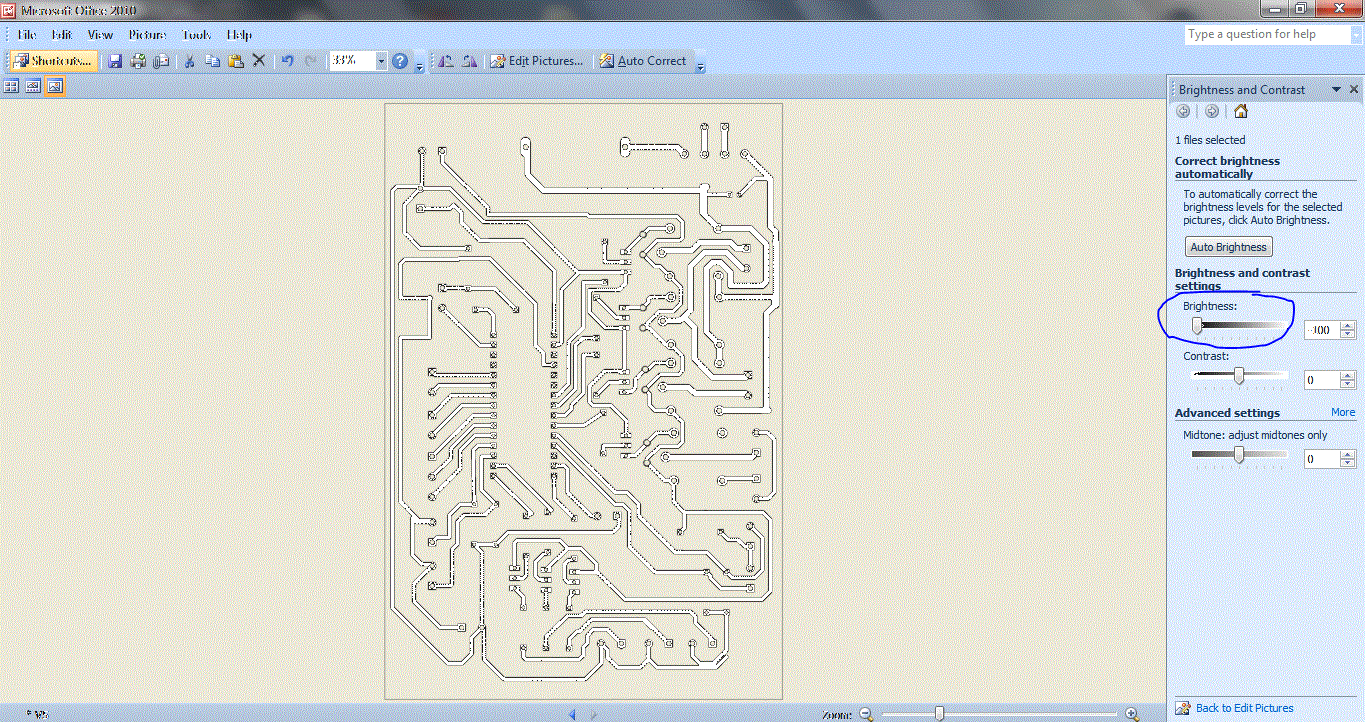 Microsoft Office 2010
File Edit View Picture Tools Help
Type a question for help
Shortcuts... 33% Edit Pictures... Auto Correct
Brightness and Contrast
1 files selected
Correct brightness
automatically
To automatically correct the
brightness levels for the selected
pictures, click Auto Brightness.
Auto Brightness
Brightness and contrast
settings
Brightness:
-100
Contrast:
0
Advanced settings More
Midtone: adjust midtones only
0
Back to Edit Pictures
Zoom: